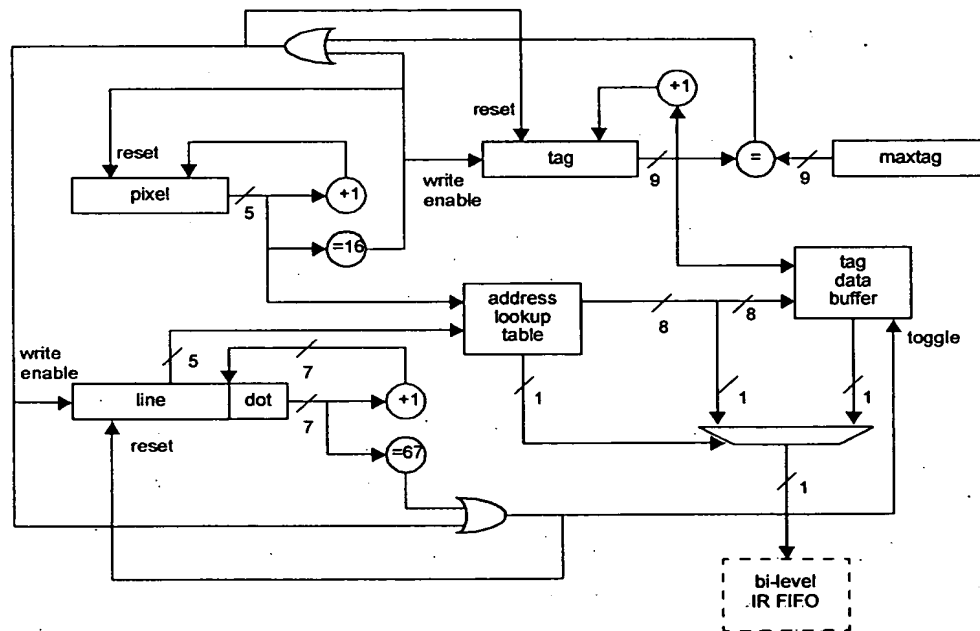 +1
reset
reset
tag
=
maxtag
9
9
write
enable
pixel
5
+1
=16
address
lookup
table
tag
data
buffer
8
8
toggle
write
enable
5
7
line
dot
7
+1
1
1
1
reset
=67
1
bi-level
IR FIFO